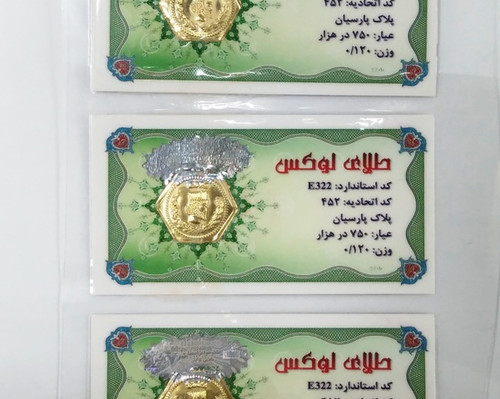 کد اتحادیه: ۴۵۲
پلاک پارسیان
عیار: ۷۵۰ در هزار
وزن: ۰/۱۲۰
طلای لوکس
کد استاندارد: E322
کد اتحادیه: ۴۵۲
پلاک پارسیان
عیار: ۷۵۰ در هزار
وزن: ۰/۱۲۰
طلای لوکس
کد استاندارد: E322